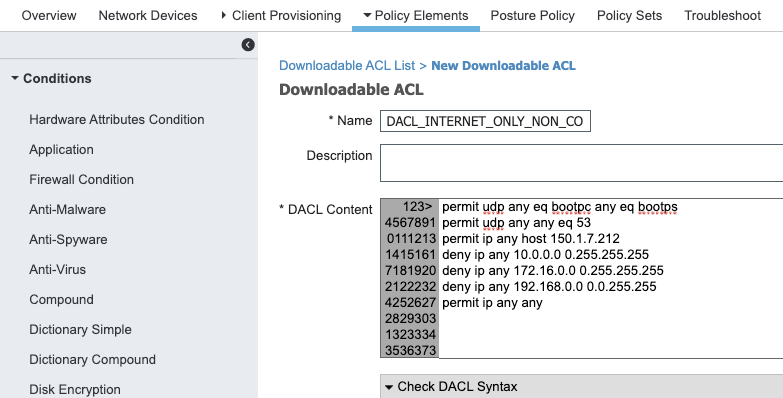 Overview Network Devices Client Provisioning Policy Elements Posture Policy Policy Sets Troubleshoot
Conditions
Hardware Attributes Condition
Application
Firewall Condition
Anti-Malware
Anti-Spyware
Anti-Virus
Compound
Dictionary Simple
Dictionary Compound
Disk Encryption
Downloadable ACL List > New Downloadable ACL
Downloadable ACL
* Name DACL_INTERNET_ONLY_NON_CO
Description
* DACL Content
123> permit udp any eq bootpc any eq bootps
4567891 permit udp any any eq 53
0111213 permit ip any host 150.1.7.212
1415161 deny ip any 10.0.0.0 0.255.255.255
7181920 deny ip any 172.16.0.0 0.255.255.255
2122232 deny ip any 192.168.0.0 0.0.255.255
4252627 permit ip any any
2829303
1323334
3536373
Check DACL Syntax